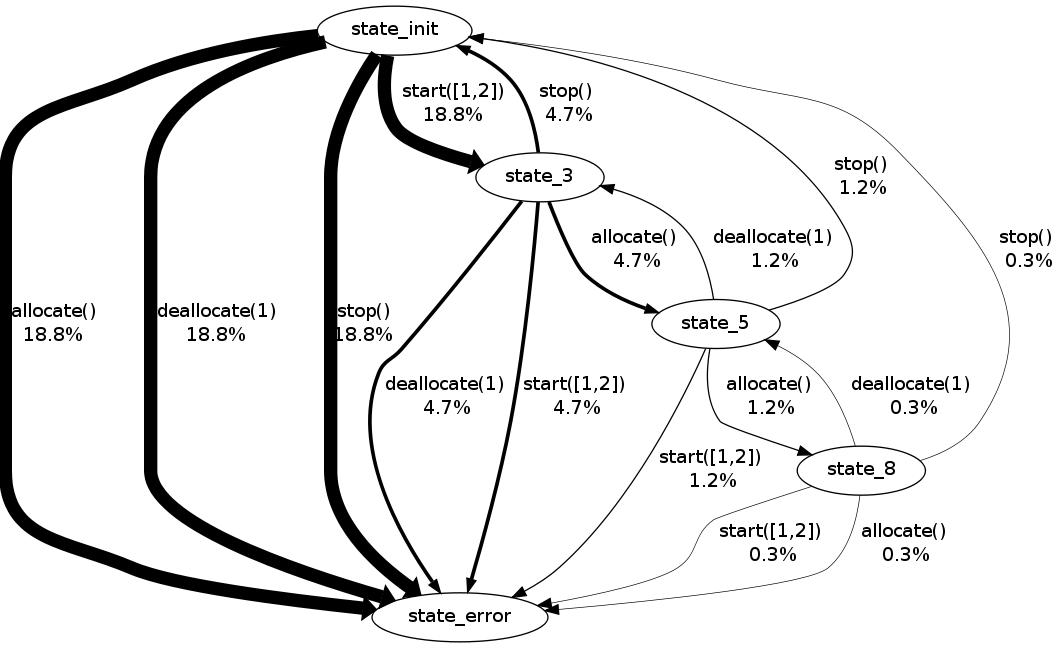 state_init
start([1,2])
18.8%
stop()
4.7%
state_3
stop()
1.2%
allocate()
4.7%
deallocate(1)
1.2%
stop()
0.3%
allocate()
18.8%
deallocate(1)
18.8%
stop()
18.8%
state_5
deallocate(1)
4.7%
start([1,2])
4.7%
allocate()
1.2%
deallocate(1)
0.3%
start([1,2])
1.2%
state_8
start([1,2])
0.3%
allocate()
0.3%
state_error